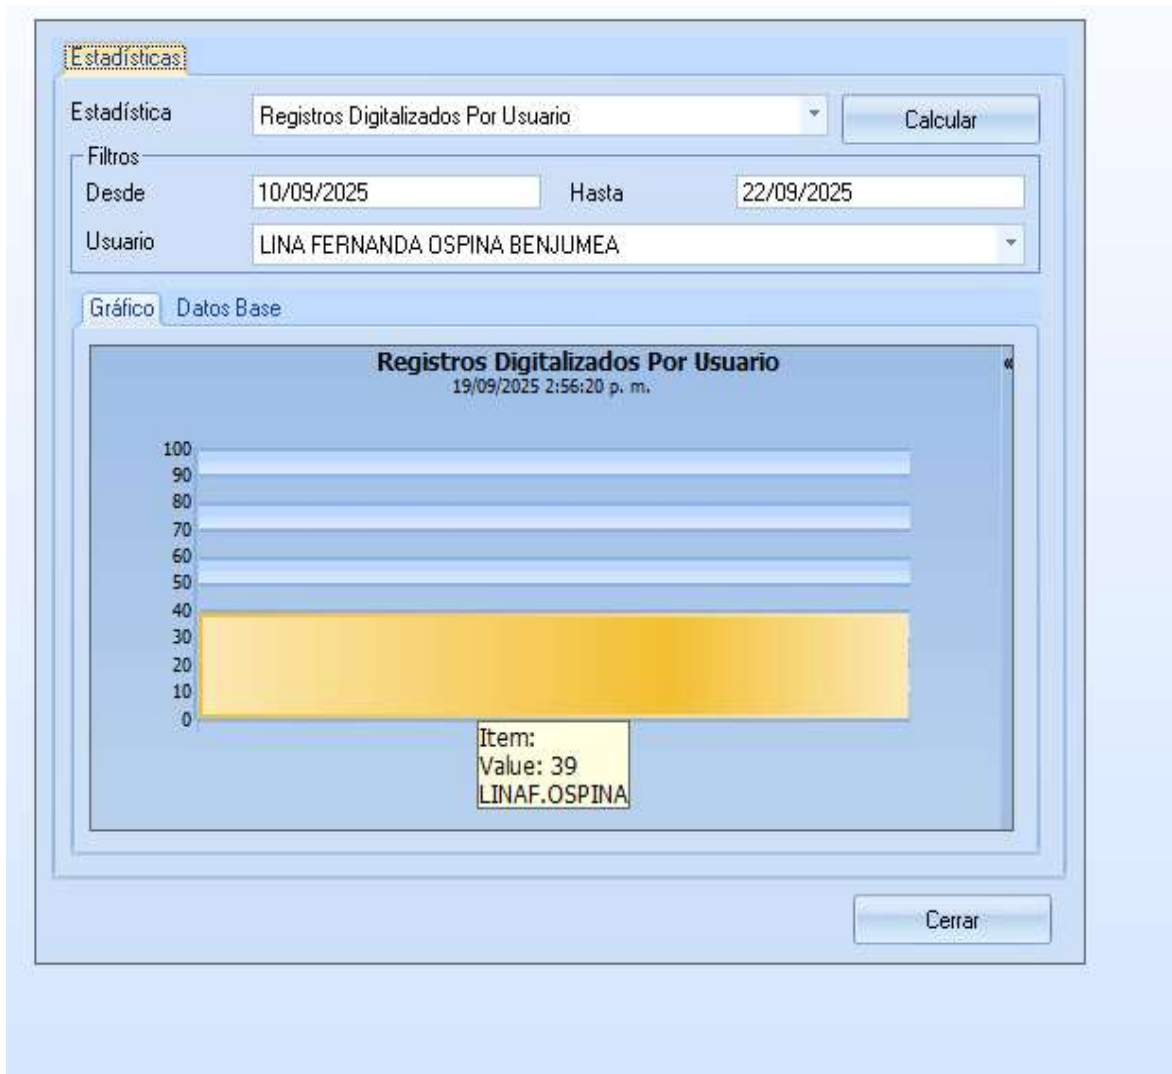 Estadísticas
Estadística Registros Digitalizados Por Usuario Calcular
Filtros
Desde 10/09/2025 Hasta 22/09/2025
Usuario LINA FERNANDA OSPINA BENJUMEA
Gráfico Datos Base
Registros Digitalizados Por Usuario «
19/09/2025 2:56:20 p. m.
100
90
80
70
60
50
40
30
20
10
0
Item:
Value: 39
LINAF.OSPINA
Cerrar